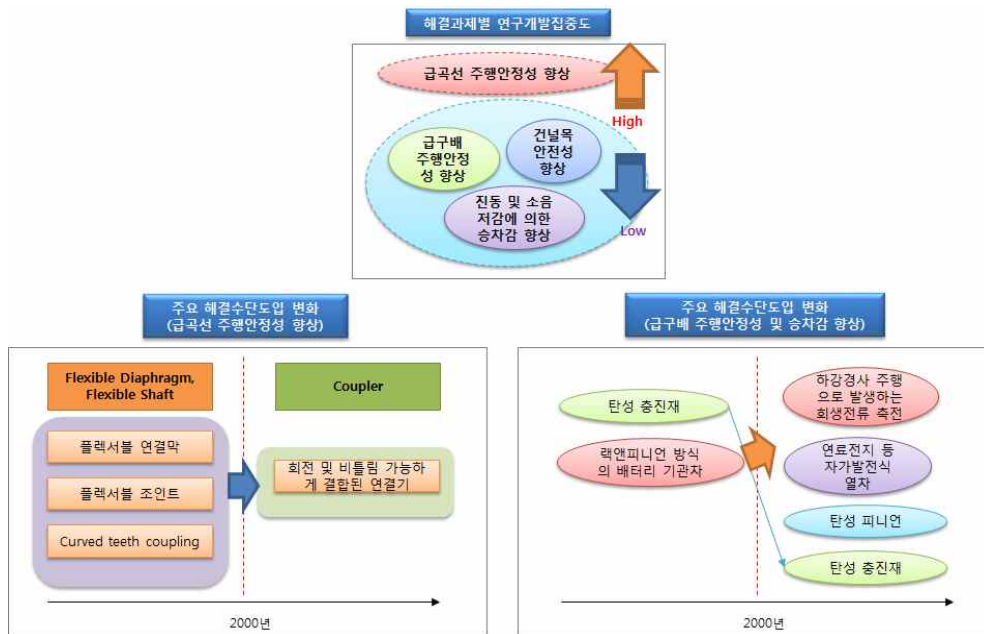 해결과제별 연구개발집중도
급곡선 주행안정성 향상
High
급구배
주행안정
성 향상
건널목
안전성
향상
진동 및 소음
저감에 의한
승차감 향상
Low
주요 해결수단도입 변화
(급곡선 주행안정성 향상)
Flexible Diaphragm,
Flexible Shaft
Coupler
플렉서블 연결막
플렉서블 조인트
Curved teeth coupling
회전 및 비틀림 가능하
게 결합된 연결기
2000년
주요 해결수단도입 변화
(급구배 주행안정성 및 승차감 향상)
탄성 충진재
랙앤피니언 방식
의 배터리 기관차
하강경사 주행
으로 발생하는
회생전류 축전
연료전지 등
자가발전식
열차
탄성 피니언
탄성 충진재
2000년